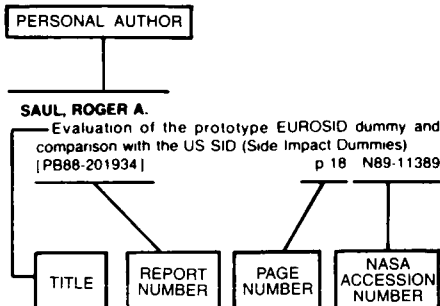 PERSONAL AUTHOR
SAUL, ROGER A.
Evaluation of the prototype EUROSID dummy and
comparison with the US SID (Side Impact Dummies)
[PB88-201934] p 18 N89-11389
TITLE
REPORT
NUMBER
PAGE
NUMBER
NASA
ACCESSION
NUMBER